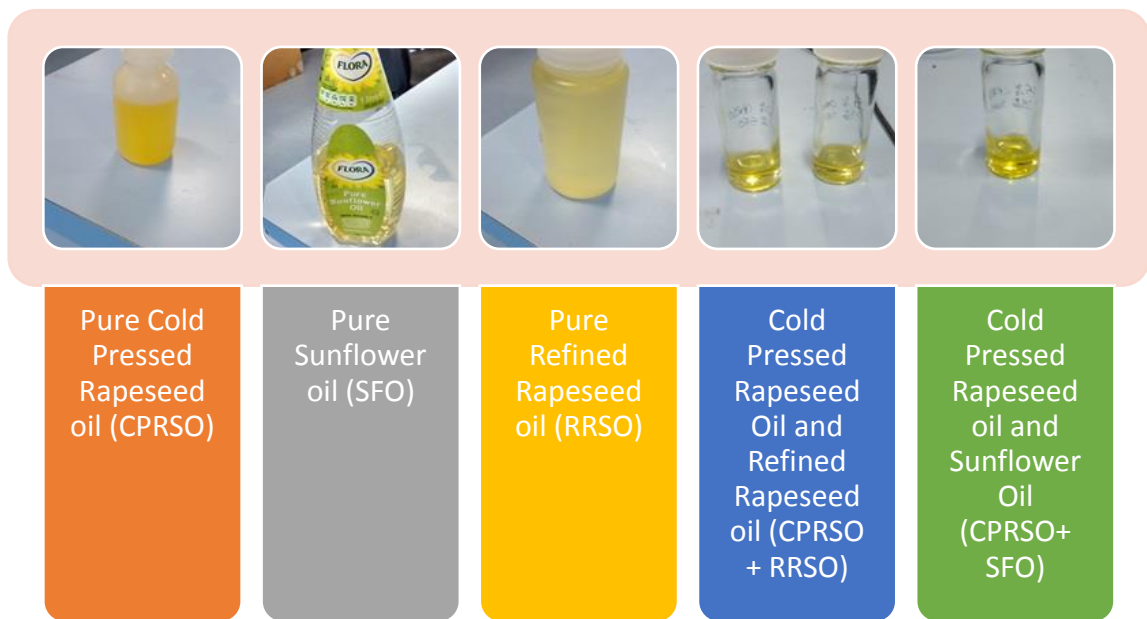 FLORA
FLORA
Pure
Sunflower
Oil
Pure Cold
Pressed
Rapeseed
oil (CPRSO)
Pure
Sunflower
oil (SFO)
Pure
Refined
Rapeseed
oil (RRSO)
Cold
Pressed
Rapeseed
Oil and
Refined
Rapeseed
oil (CPRSO
+ RRSO)
Cold
Pressed
Rapeseed
oil and
Sunflower
Oil
(CPRSO+
SFO)